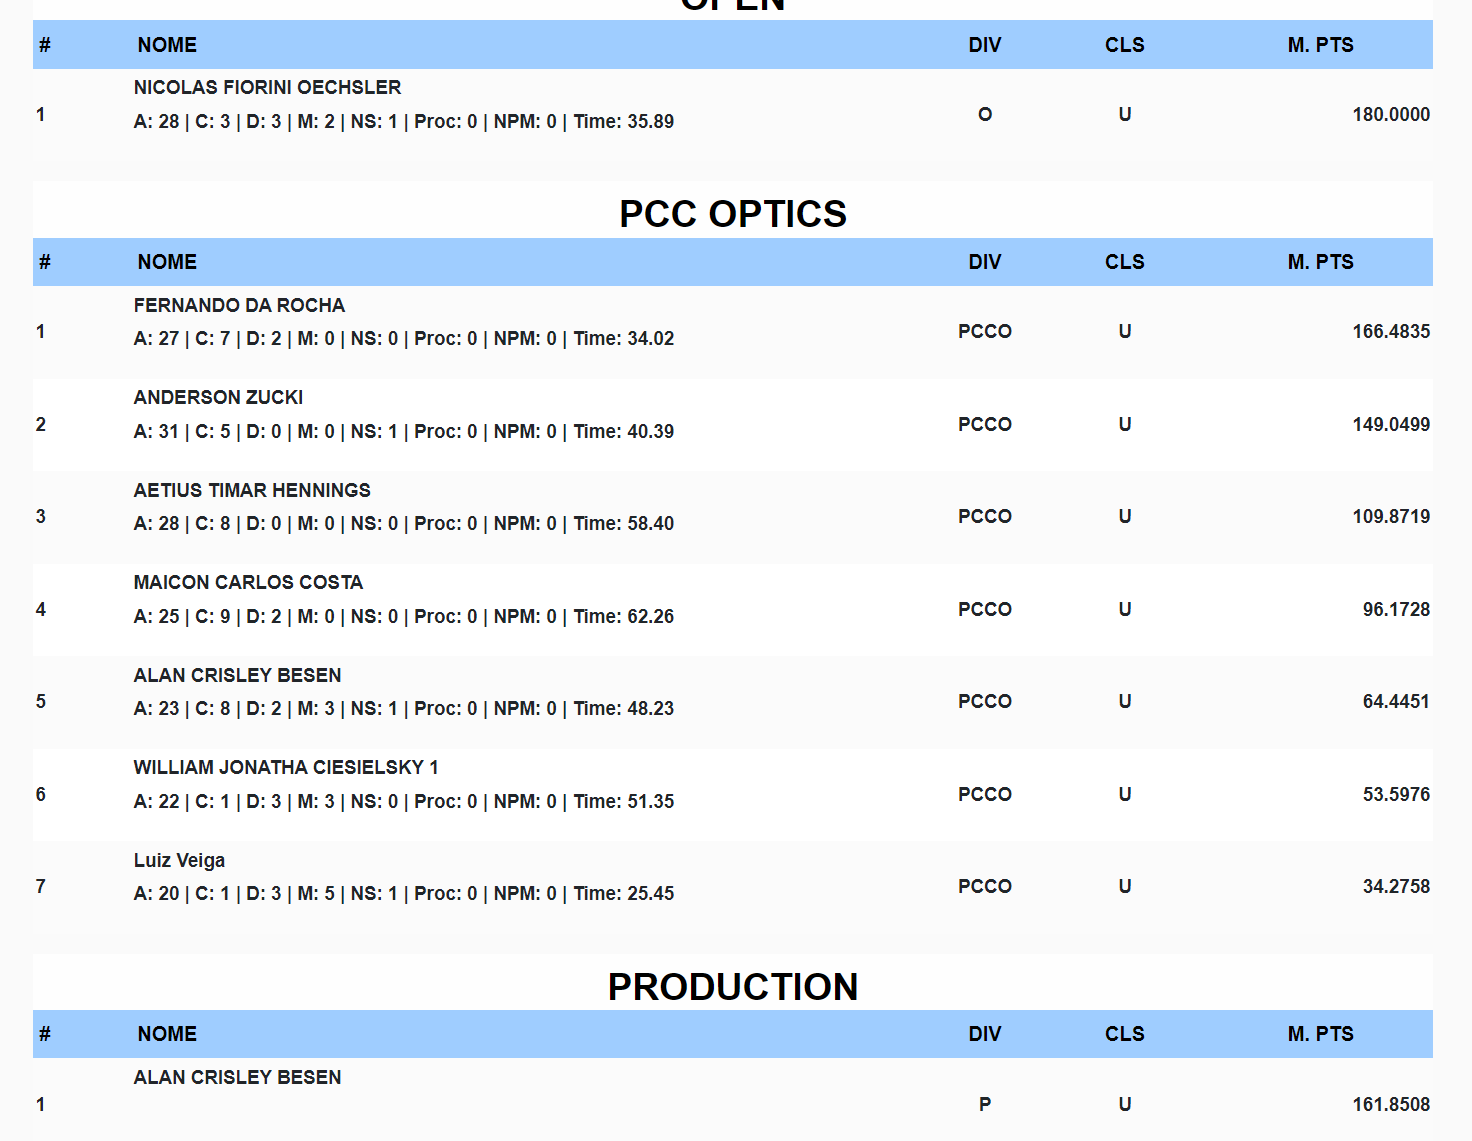 OPEN
# NOME DIV CLS M. PTS
NICOLAS FIORINI OECHSLER
1 A: 28 | C: 3 | D: 3 | M: 2 | NS: 1 | Proc: 0 | NPM: 0 | Time: 35.89 O U 180.0000
PCC OPTICS
# NOME DIV CLS M. PTS
FERNANDO DA ROCHA
1 A: 27 | C: 7 | D: 2 | M: 0 | NS: 0 | Proc: 0 | NPM: 0 | Time: 34.02 PCCO U 166.4835
ANDERSON ZUCKI
2 A: 31 | C: 5 | D: 0 | M: 0 | NS: 1 | Proc: 0 | NPM: 0 | Time: 40.39 PCCO U 149.0499
AETIUS TIMAR HENNINGS
3 A: 28 | C: 8 | D: 0 | M: 0 | NS: 0 | Proc: 0 | NPM: 0 | Time: 58.40 PCCO U 109.8719
MAICON CARLOS COSTA
4 A: 25 | C: 9 | D: 2 | M: 0 | NS: 0 | Proc: 0 | NPM: 0 | Time: 62.26 PCCO U 96.1728
ALAN CRISLEY BESEN
5 A: 23 | C: 8 | D: 2 | M: 3 | NS: 1 | Proc: 0 | NPM: 0 | Time: 48.23 PCCO U 64.4451
WILLIAM JONATHA CIESIELSKY 1
6 A: 22 | C: 1 | D: 3 | M: 3 | NS: 0 | Proc: 0 | NPM: 0 | Time: 51.35 PCCO U 53.5976
Luiz Veiga
7 A: 20 | C: 1 | D: 3 | M: 5 | NS: 1 | Proc: 0 | NPM: 0 | Time: 25.45 PCCO U 34.2758
PRODUCTION
# NOME DIV CLS M. PTS
ALAN CRISLEY BESEN
1 P U 161.8508